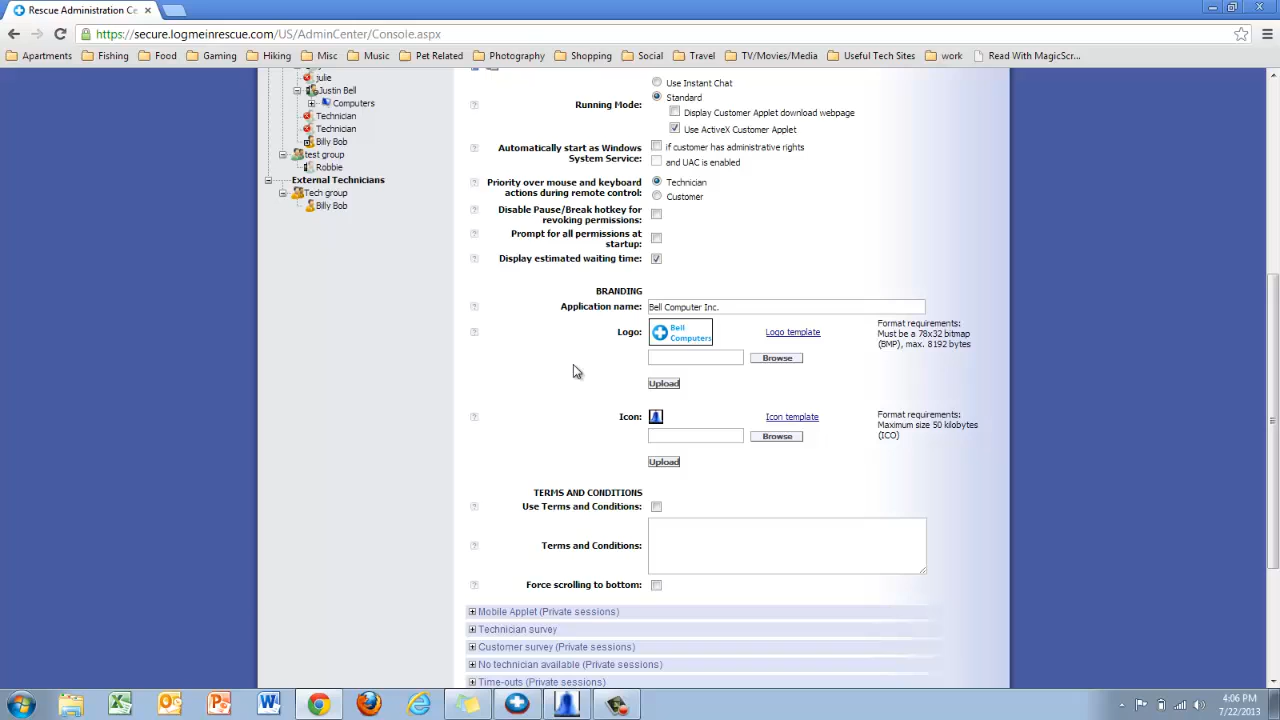 Rescue Administration Ce
https://secure.logmeinrescue.com/US/AdminCenter/Console.aspx
Apartments Fishing Food Gaming Hiking Misc Music Pet Related Photography Shopping Social Travel TV/Movies/Media Useful Tech Sites work Read With MagicScr...
julie
Justin Bell
Computers
Technician
Technician
Billy Bob
test group
Robbie
External Technicians
Tech group
Billy Bob
Use Instant Chat
Running Mode:
Standard
Display Customer Applet download webpage
Use ActiveX Customer Applet
Automatically start as Windows
System Service:
if customer has administrative rights
and UAC is enabled
Priority over mouse and keyboard
actions during remote control:
Technician
Customer
Disable Pause/Break hotkey for
revoking permissions:
Prompt for all permissions at
startup:
Display estimated waiting time:
BRANDING
Application name:
Bell Computer Inc.
Logo:
Bell
Computers
Logo template
Format requirements:
Must be a 78x32 bitmap
(BMP), max. 8192 bytes
Browse
Upload
Icon:
Icon template
Format requirements:
Maximum size 50 kilobytes
(ICO)
Browse
Upload
TERMS AND CONDITIONS
Use Terms and Conditions:
Terms and Conditions:
Force scrolling to bottom:
Mobile Applet (Private sessions)
Technician survey
Customer survey (Private sessions)
No technician available (Private sessions)
Time-outs (Private sessions)
4:06 PM
7/22/2013